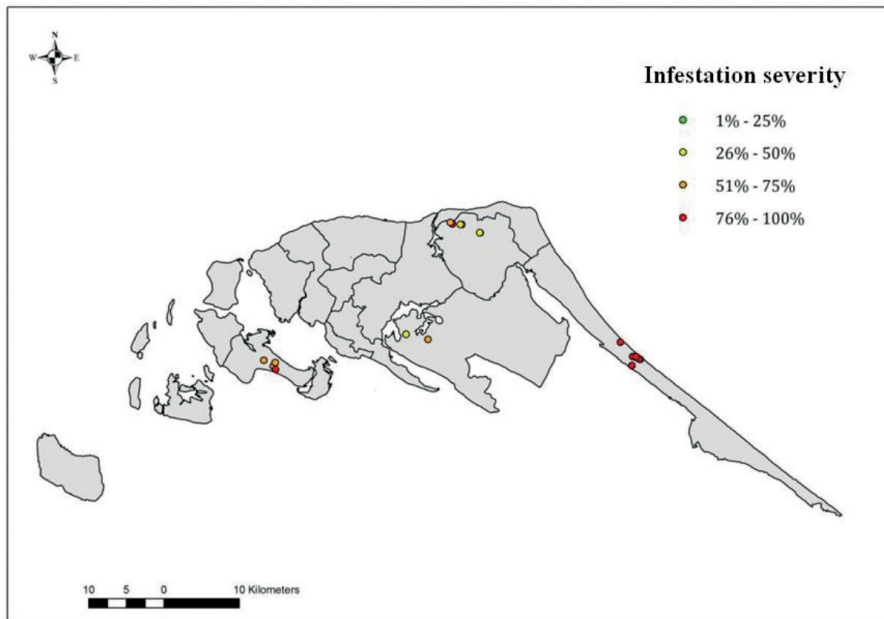 N
W E
S
Infestation severity
1% - 25%
26% - 50%
51% - 75%
76% - 100%
10 5 0 10 Kilometers